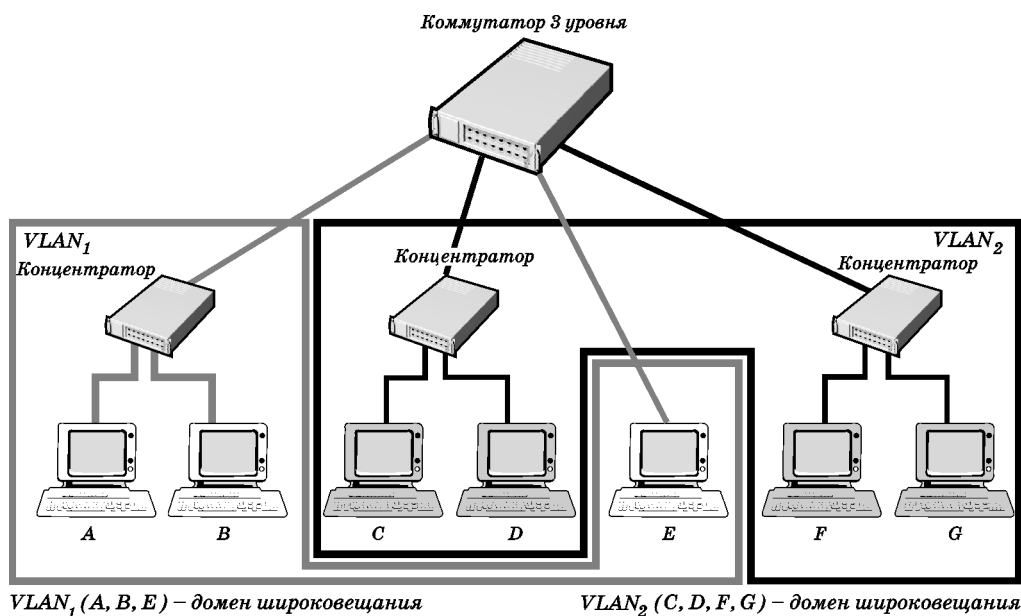 Коммутатор 3 уровня
VLAN₁
Концентратор
Концентратор
VLAN₂
Концентратор
A
B
C
D
E
F
G
VLAN₁ (A, B, E) – домен широковещания
VLAN₂ (C, D, F, G) – домен широковещания